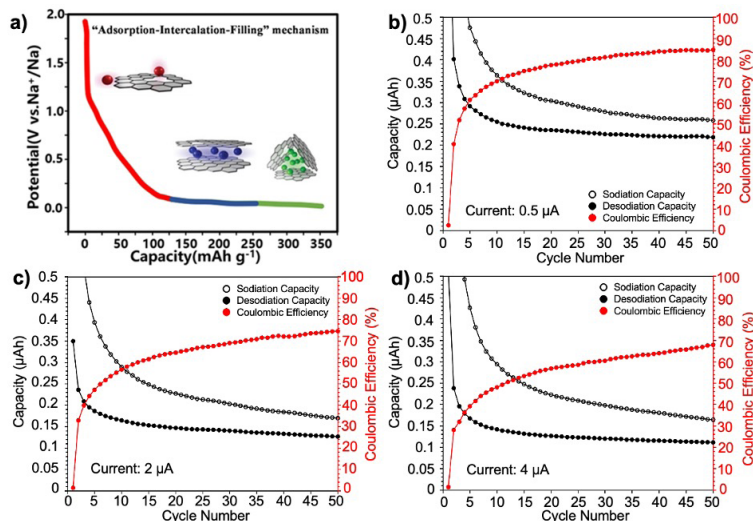 a)
"Adsorption-Intercalation-Filling" mechanism
Potential(V vs.Na⁺/Na)
2.0
1.5
1.0
0.5
0.0
0 50 100 150 200 250 300 350
Capacity(mAh g⁻¹)
b)
Capacity (µAh)
0.5
0.45
0.4
0.35
0.3
0.25
0.2
0.15
0.1
0.05
0
Sodiation Capacity
Desodiation Capacity
Coulombic Efficiency
Current: 0.5 µA
0 5 10 15 20 25 30 35 40 45 50
Cycle Number
100
90
80
70
60
50
40
30
20
10
0
Coulombic Efficiency (%)
c)
Capacity (µAh)
0.5
0.45
0.4
0.35
0.3
0.25
0.2
0.15
0.1
0.05
0
Sodiation Capacity
Desodiation Capacity
Coulombic Efficiency
Current: 2 µA
0 5 10 15 20 25 30 35 40 45 50
Cycle Number
100
90
80
70
60
50
40
30
20
10
0
Coulombic Efficiency (%)
d)
Capacity (µAh)
0.5
0.45
0.4
0.35
0.3
0.25
0.2
0.15
0.1
0.05
0
Sodiation Capacity
Desodiation Capacity
Coulombic Efficiency
Current: 4 µA
0 5 10 15 20 25 30 35 40 45 50
Cycle Number
100
90
80
70
60
50
40
30
20
10
0
Coulombic Efficiency (%)